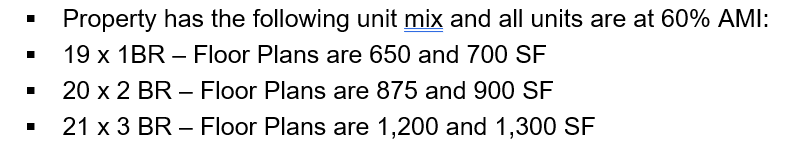 ▪ Property has the following unit mix and all units are at 60% AMI:
▪ 19 x 1BR – Floor Plans are 650 and 700 SF
▪ 20 x 2 BR – Floor Plans are 875 and 900 SF
▪ 21 x 3 BR – Floor Plans are 1,200 and 1,300 SF